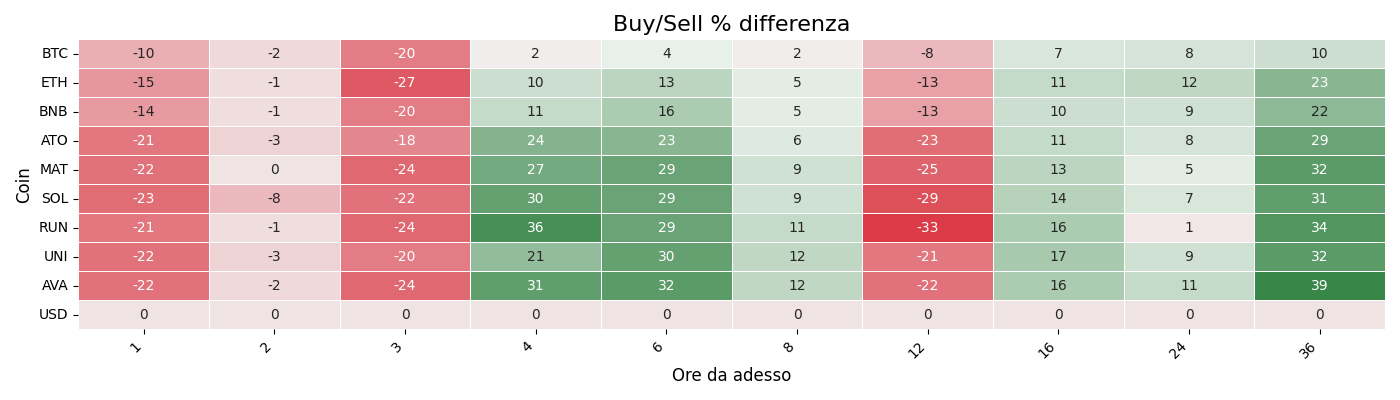 Buy/Sell % differenza
Coin
BTC -10 -2 -20 2 4 2 -8 7 8 10
ETH -15 -1 -27 10 13 5 -13 11 12 23
BNB -14 -1 -20 11 16 5 -13 10 9 22
ATO -21 -3 -18 24 23 6 -23 11 8 29
MAT -22 0 -24 27 29 9 -25 13 5 32
SOL -23 -8 -22 30 29 9 -29 14 7 31
RUN -21 -1 -24 36 29 11 -33 16 1 34
UNI -22 -3 -20 21 30 12 -21 17 9 32
AVA -22 -2 -24 31 32 12 -22 16 11 39
USD 0 0 0 0 0 0 0 0 0 0
1 2 3 4 6 8 12 16 24 36
Ore da adesso